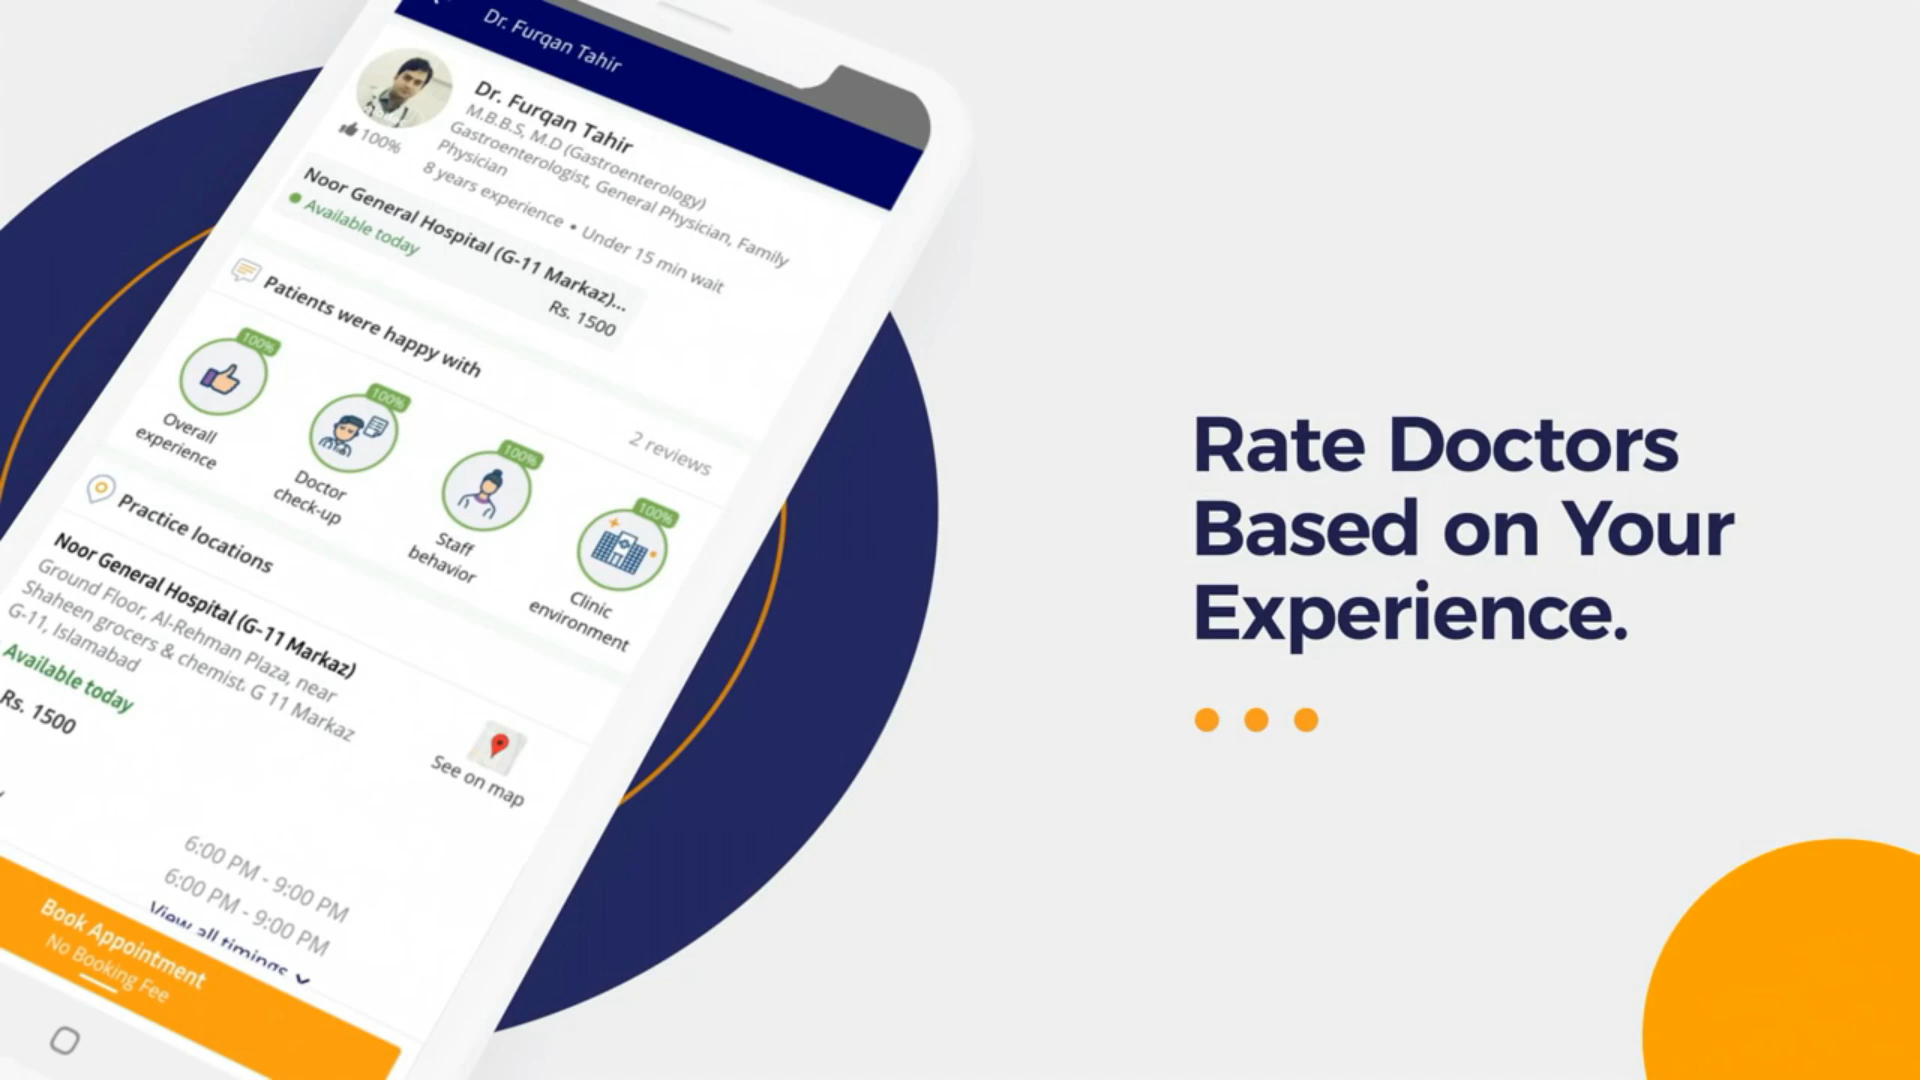 Dr. Furqan Tahir
Dr. Furqan Tahir
M.B.B.S, M.D (Gastroenterology)
Gastroenterologist, General Physician, Family
Physician
8 years experience • Under 15 min wait
100%
Noor General Hospital (G-11 Markaz)...
Available today
Rs. 1500
Patients were happy with
2 reviews
100%
Overall
experience
100%
Doctor
check-up
100%
Staff
behavior
100%
Clinic
environment
Practice locations
Noor General Hospital (G-11 Markaz)
Ground Floor, Al-Rehman Plaza, near
Shaheen grocers & chemist, G 11 Markaz
G-11, Islamabad
Available today
Rs. 1500
See on map
6:00 PM - 9:00 PM
6:00 PM - 9:00 PM
View all timings
Book Appointment
No Booking Fee
Rate Doctors
Based on Your
Experience.